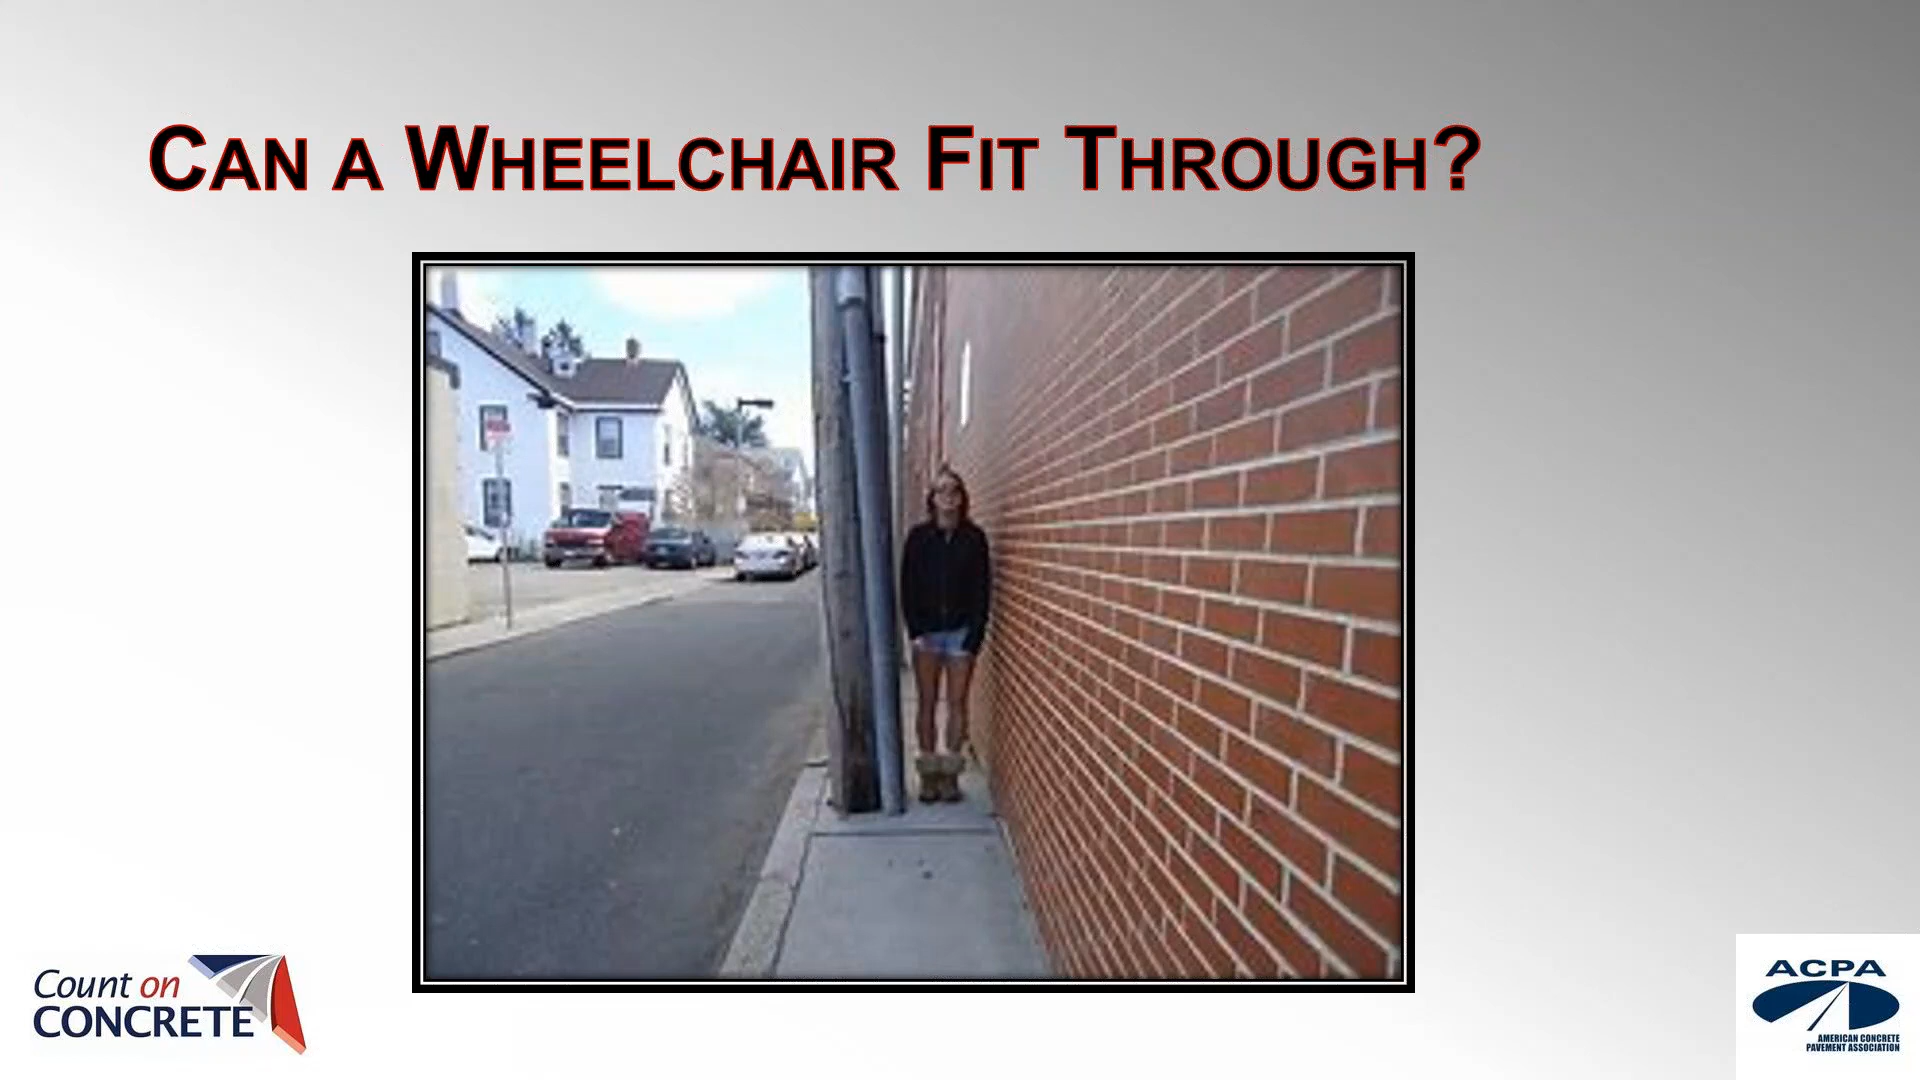 CAN A WHEELCHAIR FIT THROUGH?
Count on
CONCRETE
ACPA
AMERICAN CONCRETE
PAVEMENT ASSOCIATION